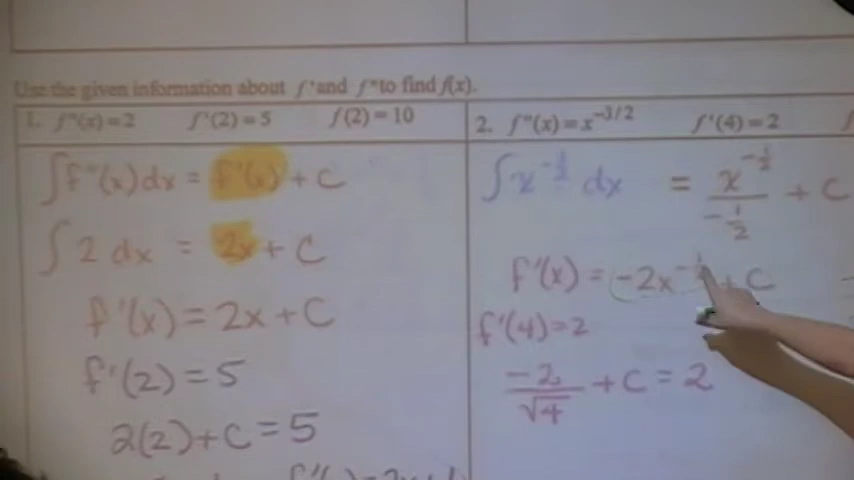 Use the given information about f' and f" to find f(x).
1. f"(x)=2 f'(2)=5 f(2)=10
∫f"(x)dx = f'(x) + C
∫2 dx = 2x + C
f'(x) = 2x + C
f'(2) = 5
2(2) + C = 5
2. f"(x)=x^{-3/2} f'(4)=2
∫x^{-3/2} dx = x^{-1/2}/(-1/2) + C
f'(x) = -2x^{-1/2} + C
f'(4) = 2
-2/√4 + C = 2